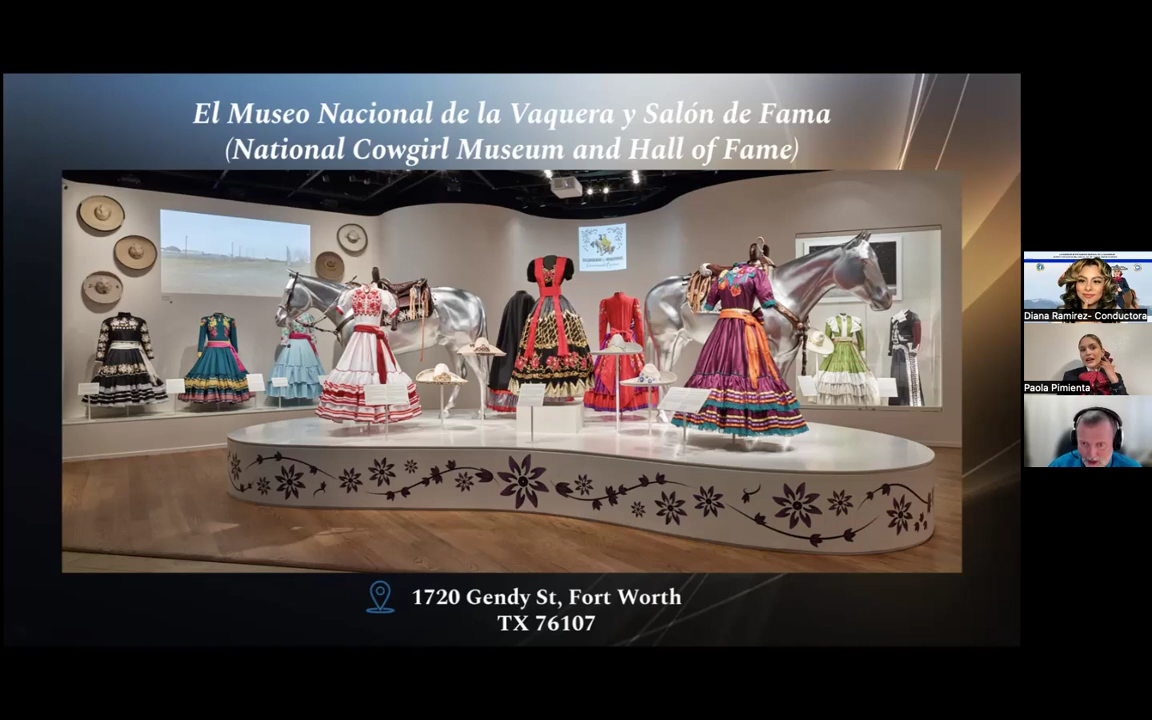 El Museo Nacional de la Vaquera y Salón de Fama
(National Cowgirl Museum and Hall of Fame)
1720 Gendy St, Fort Worth
TX 76107
Diana Ramirez- Conductora
Paola Pimienta